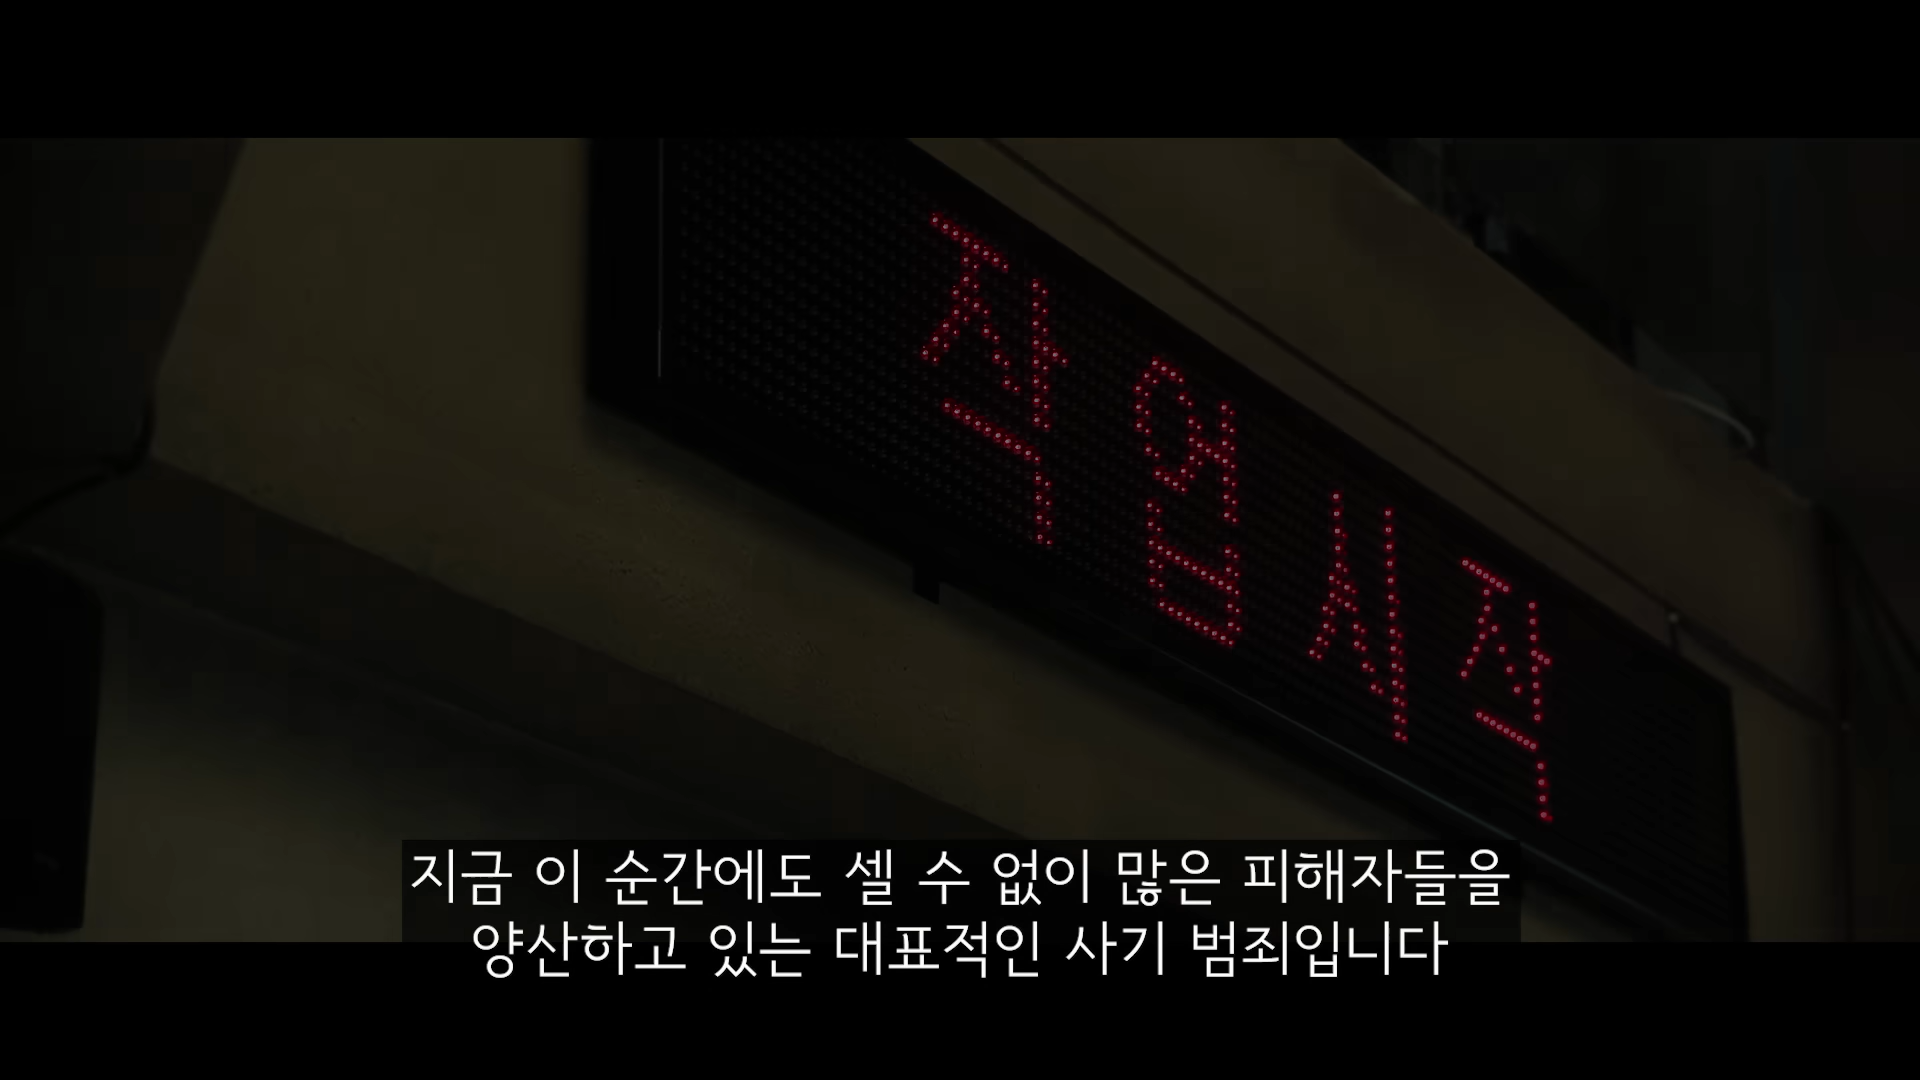 작업시작
지금 이 순간에도 셀 수 없이 많은 피해자들을
양산하고 있는 대표적인 사기 범죄입니다